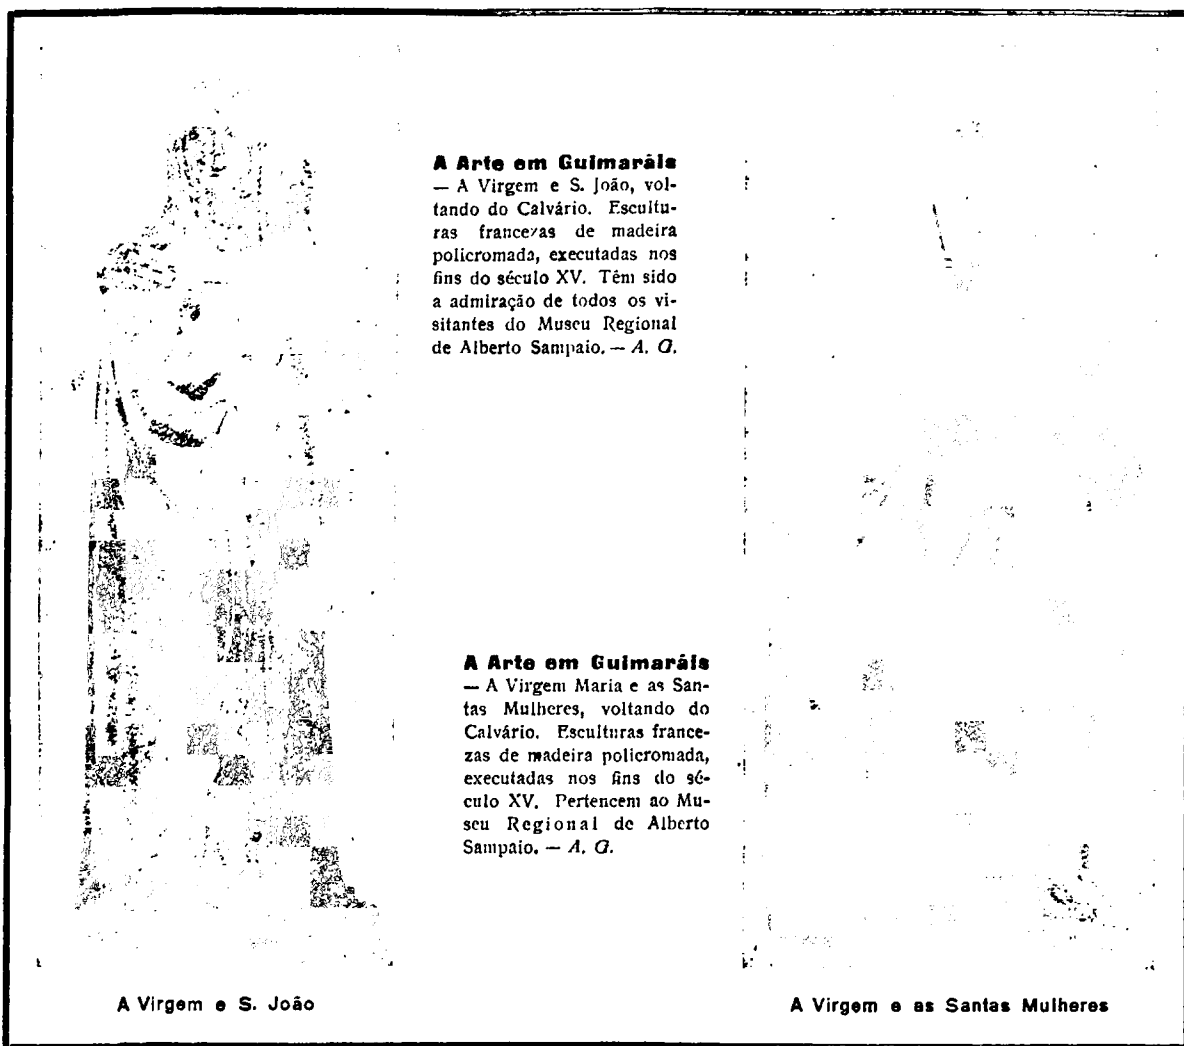 A Arte em Guimarãis
— A Virgem e S. João, vol-
tando do Calvário. Escultu-
ras francezas de madeira
policromada, executadas nos
fins do século XV. Têm sido
a admiração de todos os vi-
sitantes do Museu Regional
de Alberto Sampaio. — A. G.
A Arte em Guimarãis
— A Virgem Maria e as San-
tas Mulheres, voltando do
Calvário. Esculturas france-
zas de madeira policromada,
executadas nos fins do sé-
culo XV. Pertencem ao Mu-
seu Regional de Alberto
Sampaio. — A. G.
A Virgem e S. João
A Virgem e as Santas Mulheres